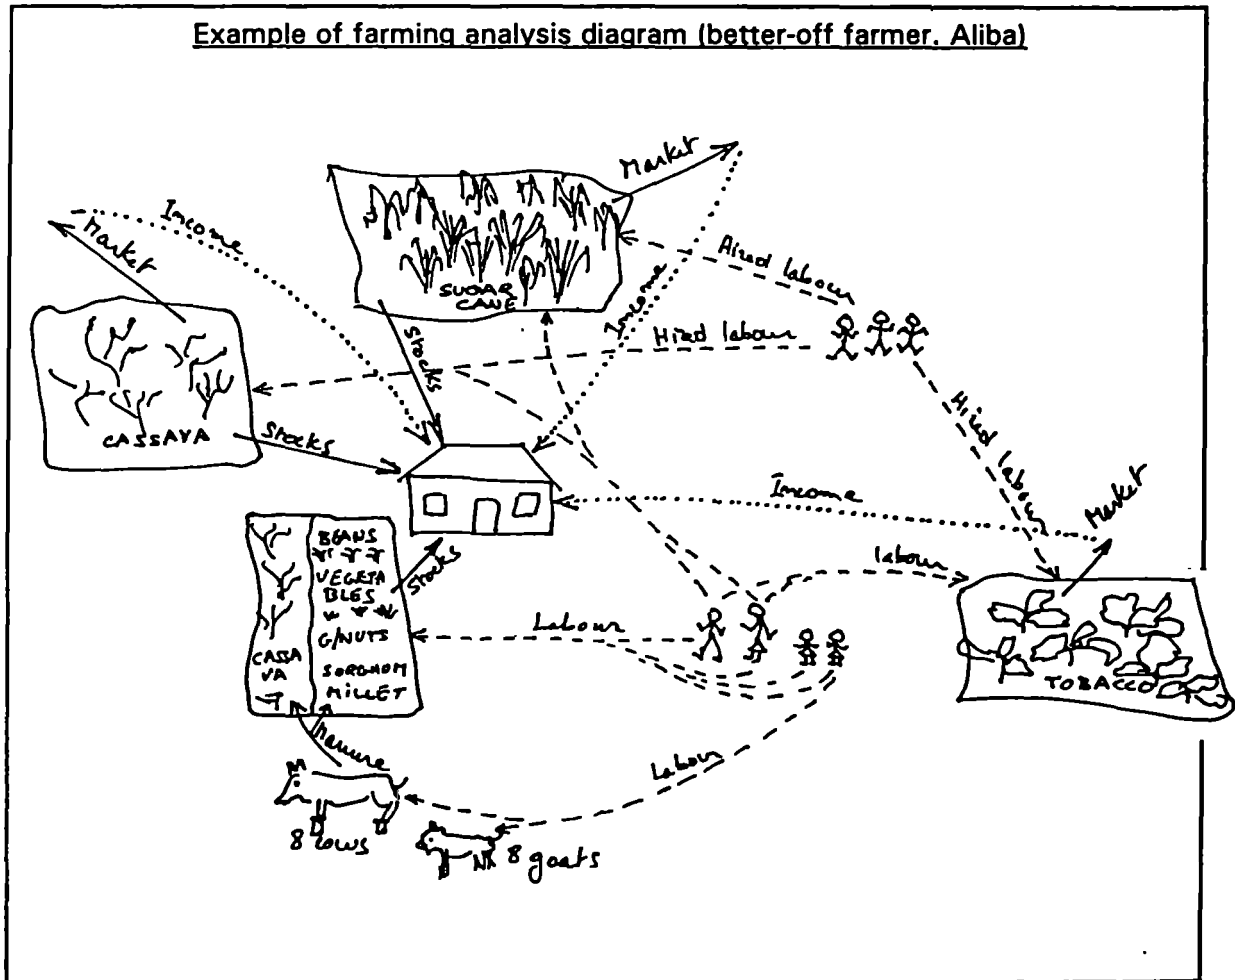 Example of farming analysis diagram (better-off farmer. Aliba)
Market
Income
Market
Hired labour
SUGAR
CANE
Income
Stocks
Hired labour
Hired labour
CASSAVA
Stocks
Income
Market
BEANS
VEGETA
BLES
G/NUTS
SORGHOM
MILLET
CASSA
VA
Stocks
Labour
labour
TOBACCO
Manure
Labour
8 cows
8 goats